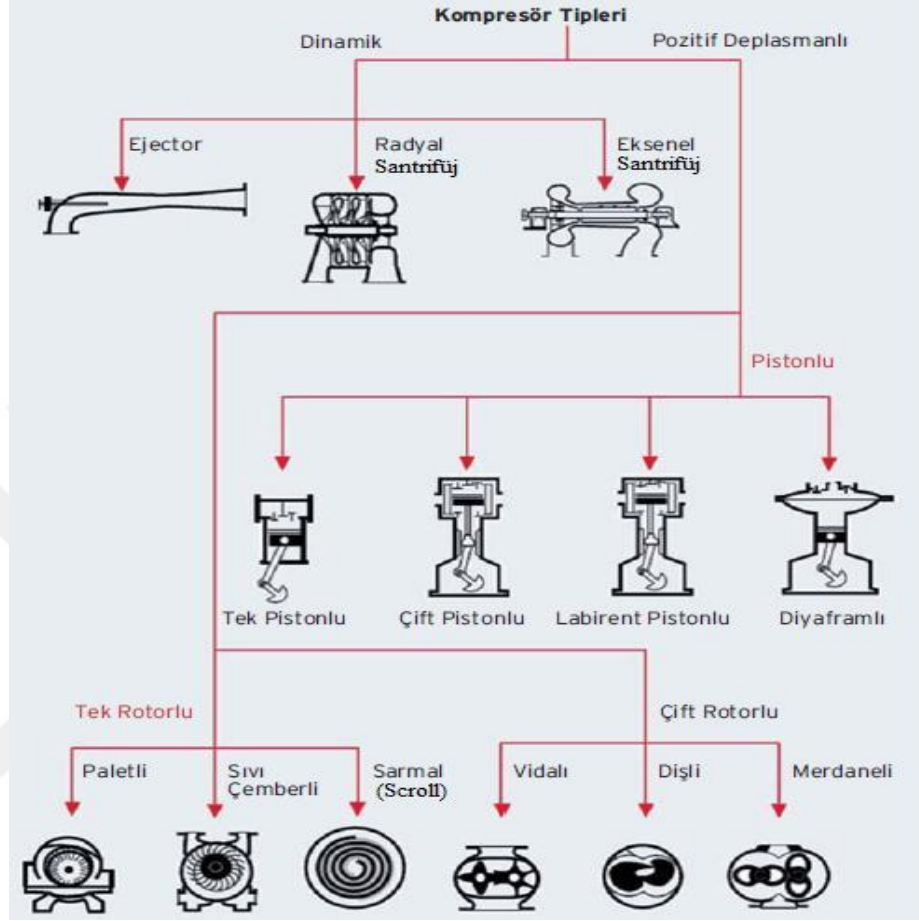 Kompresör Tipleri
Dinamik
Pozitif Deplasmanlı
Ejector
Radyal
Santrifüj
Eksenel
Santrifüj
Pistonlu
Tek Pistonlu
Çift Pistonlu
Labirent Pistonlu
Diyaframlı
Tek Rotorlu
Çift Rotorlu
Paletli
Sıvı
Çemberli
Sarmal
(Scroll)
Vidalı
Dişli
Merdaneli